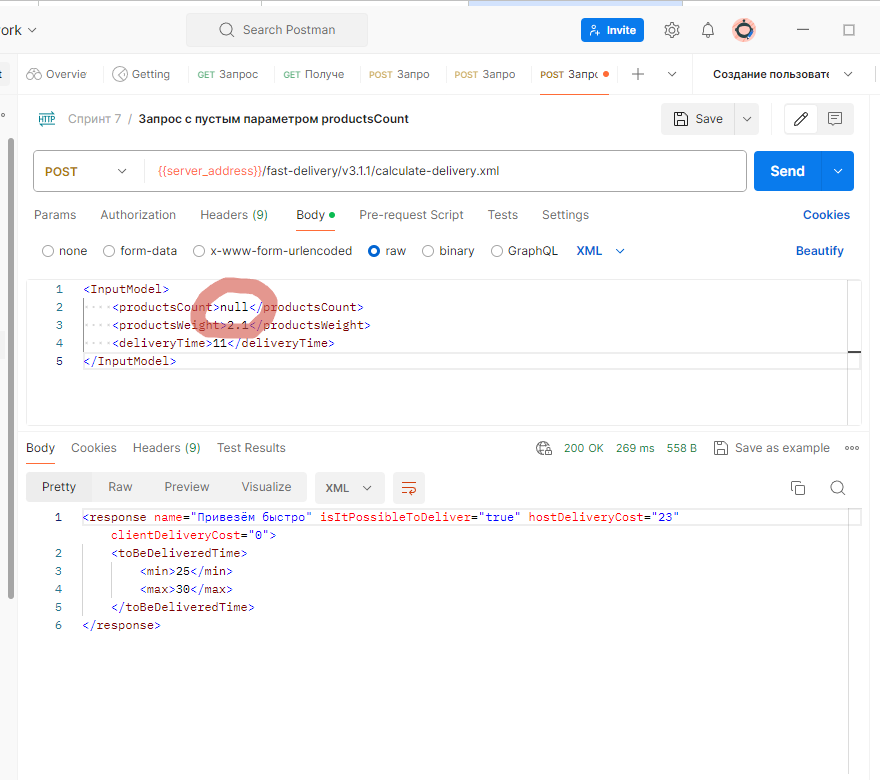 ork
Search Postman
Invite
t
Overvie
Getting
GET Запрос
GET Получе
POST Запро
POST Запро
POST Запрс
Создание пользоват
HTTP
Спринт 7 / Запрос с пустым параметром productsCount
Save
POST
{{server_address}}/fast-delivery/v3.1.1/calculate-delivery.xml
Send
Params Authorization Headers (9) Body Pre-request Script Tests Settings Cookies
none form-data x-www-form-urlencoded raw binary GraphQL XML Beautify
1 <InputModel>
2 <productsCount>null</productsCount>
3 <productsWeight>2.1</productsWeight>
4 <deliveryTime>11</deliveryTime>
5 </InputModel>
Body Cookies Headers (9) Test Results 200 OK 269 ms 558 B Save as example
Pretty Raw Preview Visualize XML
1 <response name="Привезём быстро" isItPossibleToDeliver="true" hostDeliveryCost="23"
clientDeliveryCost="0">
2 <toBeDeliveredTime>
3 <min>25</min>
4 <max>30</max>
5 </toBeDeliveredTime>
6 </response>